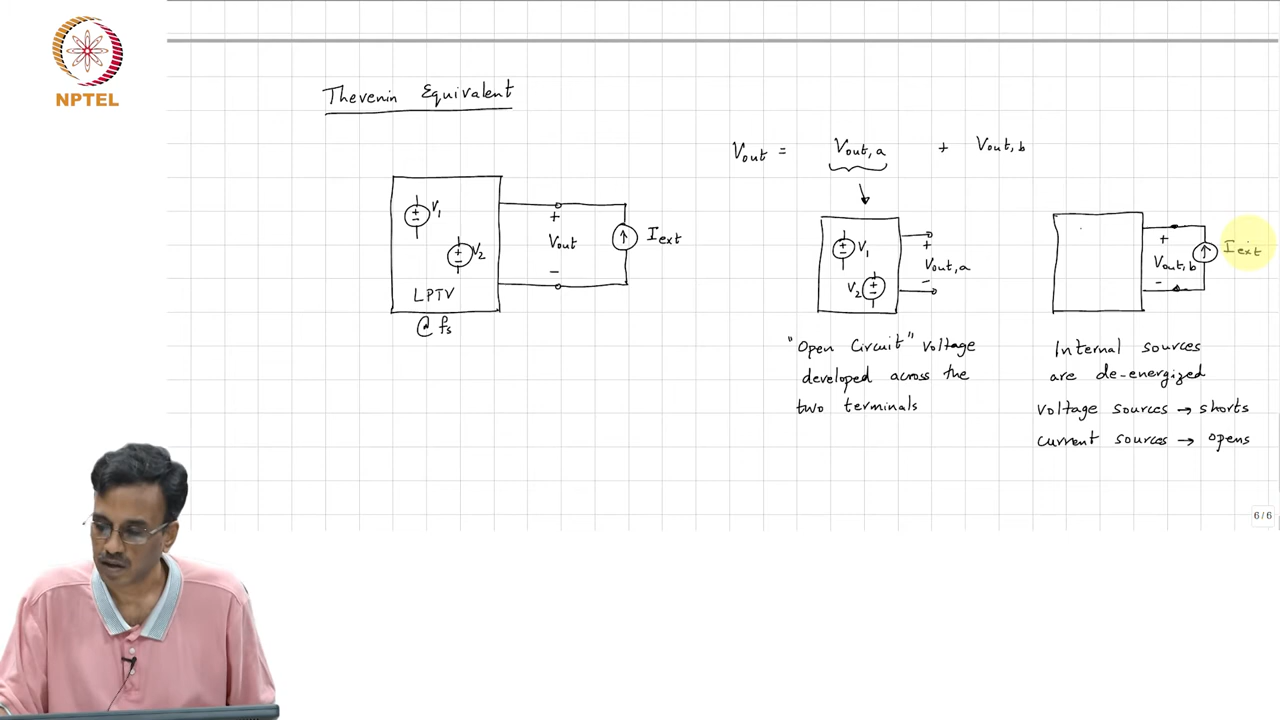 NPTEL
Thevenin Equivalent
V1
V2
LPTV
@ fs
+
Vout
−
Iext
Vout = Vout,a + Vout,b
V1
V2
+
Vout,a
−
"Open Circuit" voltage
developed across the
two terminals
+
Vout,b
−
Iext
Internal sources
are de-energized
voltage sources → shorts
current sources → opens
6 / 6